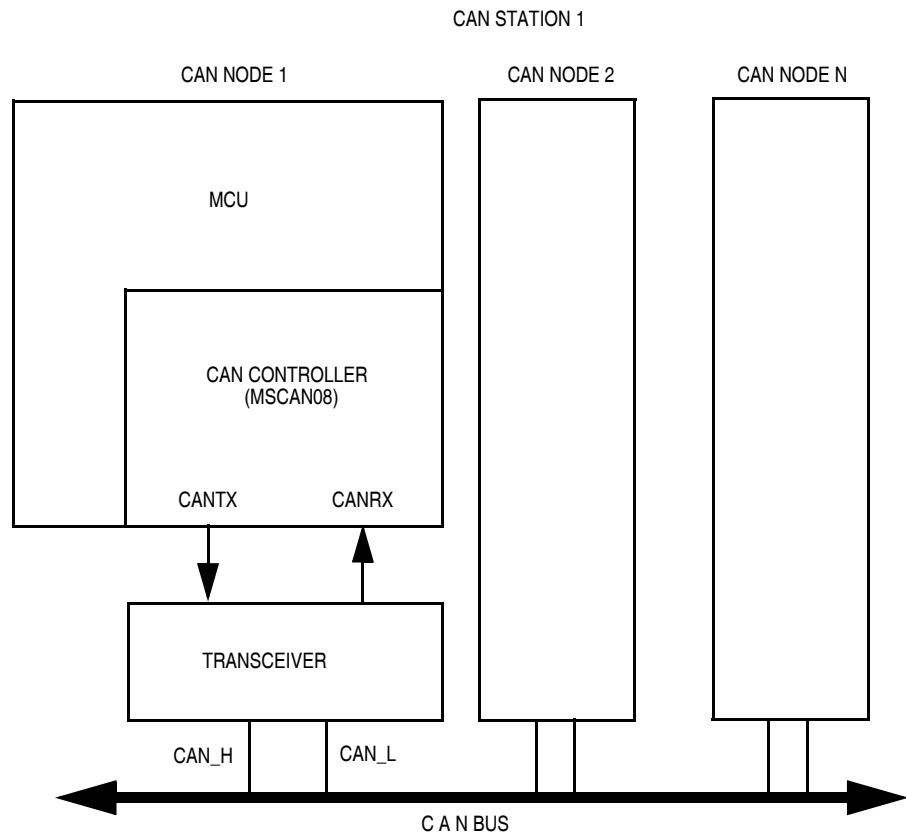 CAN STATION 1
CAN NODE 1
CAN NODE 2
CAN NODE N
MCU
CAN CONTROLLER
(MSCAN08)
CANTX
CANRX
TRANSCEIVER
CAN_H
CAN_L
C A N BUS